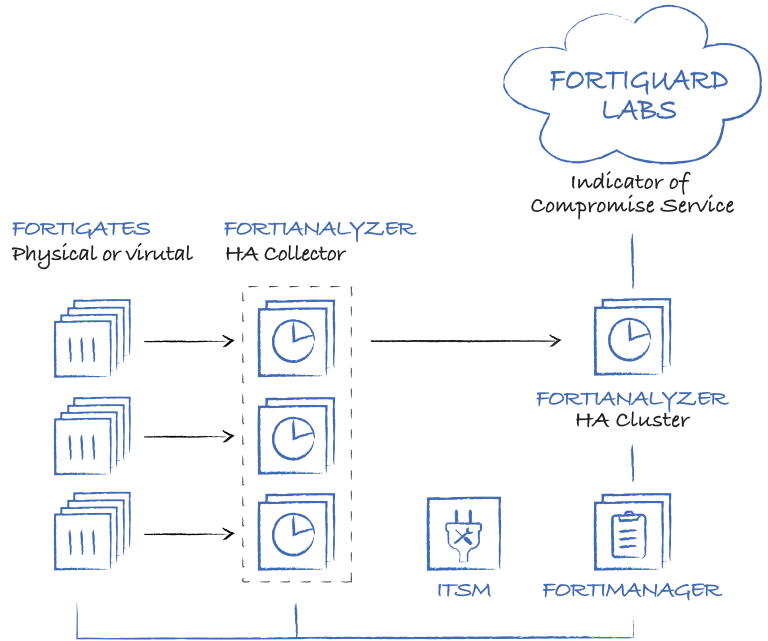 FORTIGUARD
LABS
Indicator of
Compromise Service
FORTIGATES
Physical or virutal
FORTIANALYZER
HA Collector
FORTIANALYZER
HA Cluster
ITSM
FORTIMANAGER